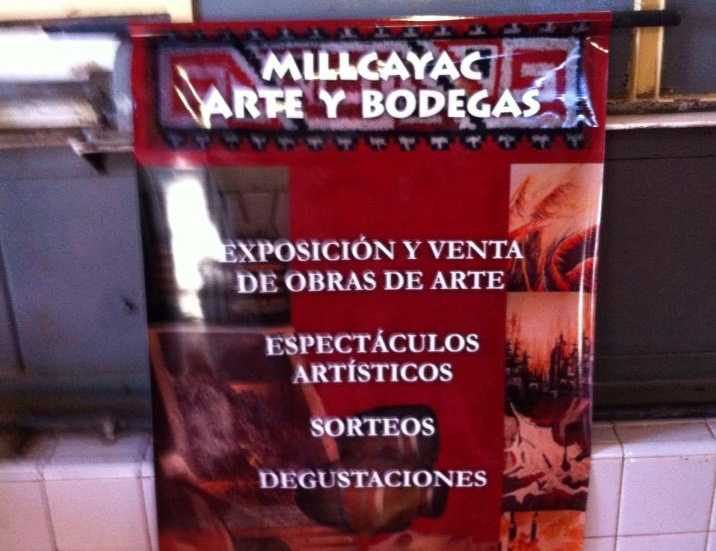 MILLCAYAC
ARTE Y BODEGAS
EXPOSICIÓN Y VENTA
DE OBRAS DE ARTE
ESPECTÁCULOS
ARTÍSTICOS
SORTEOS
DEGUSTACIONES